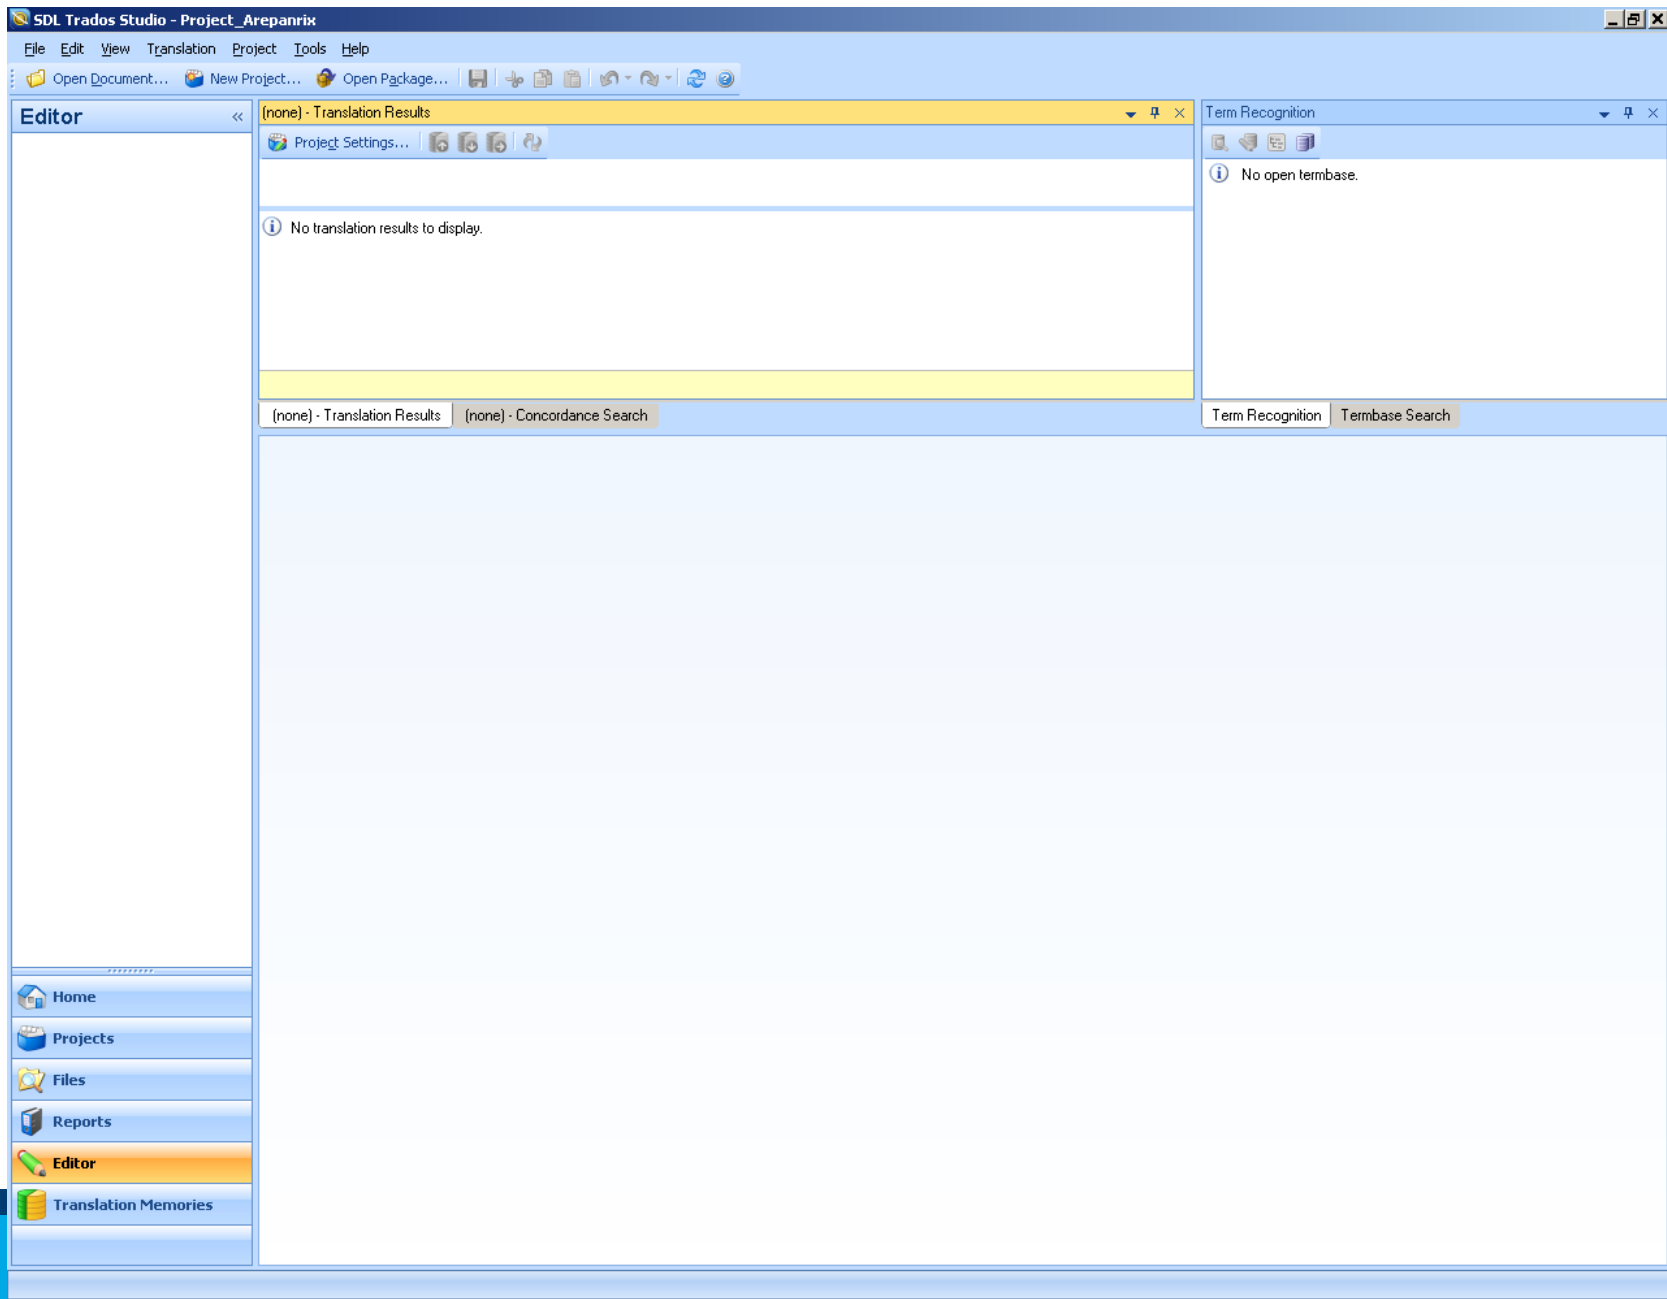 SDL Trados Studio - Project_Arepanrix
File Edit View Translation Project Tools Help
Open Document... New Project... Open Package...
Editor
(none) - Translation Results
Term Recognition
Project Settings...
No open termbase.
No translation results to display.
(none) - Translation Results (none) - Concordance Search
Term Recognition Termbase Search
Home
Projects
Files
Reports
Editor
Translation Memories